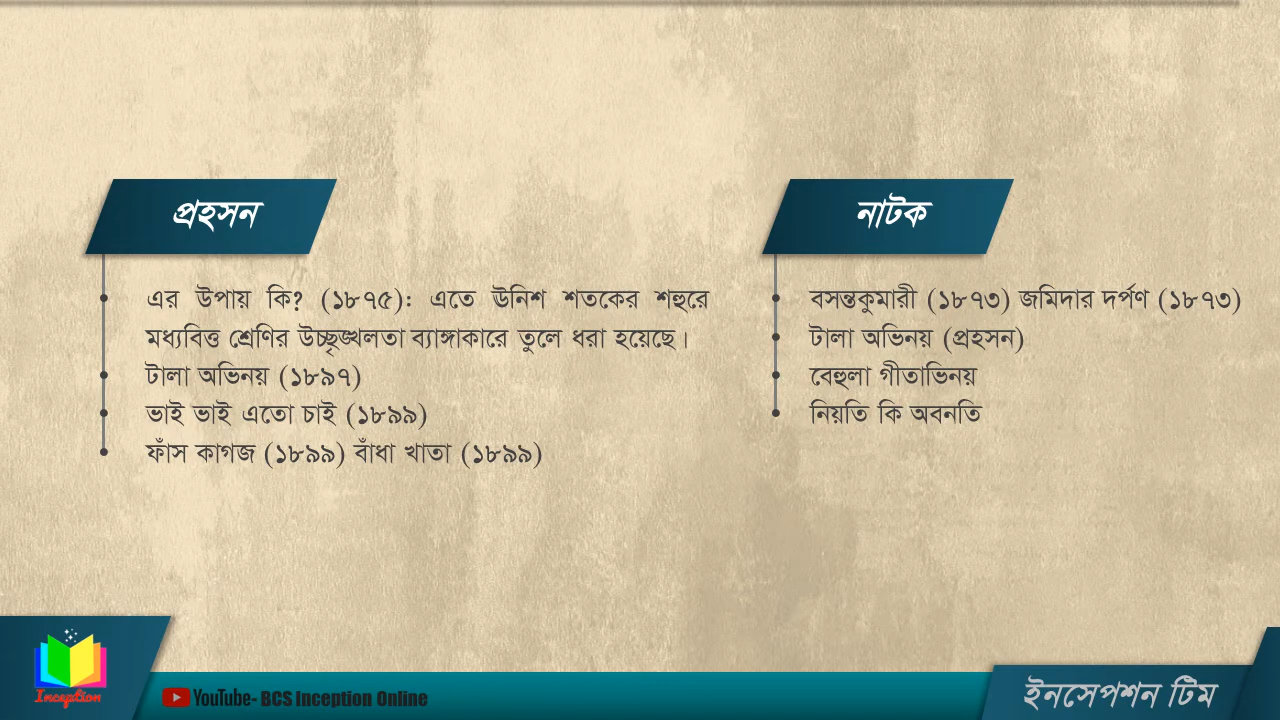 প্রহসন
এর উপায় কি? (১৮৭৫): এতে ঊনিশ শতকের শহুরে
মধ্যবিত্ত শ্রেণির উচ্ছৃঙ্খলতা ব্যাঙ্গাকারে তুলে ধরা হয়েছে।
টালা অভিনয় (১৮৯৭)
ভাই ভাই এতো চাই (১৮৯৯)
ফাঁস কাগজ (১৮৯৯) বাঁধা খাতা (১৮৯৯)
নাটক
বসন্তকুমারী (১৮৭৩) জমিদার দর্পণ (১৮৭৩)
টালা অভিনয় (প্রহসন)
বেহুলা গীতাভিনয়
নিয়তি কি অবনতি
Inception
YouTube- BCS Inception Online
ইনসেপশন টিম